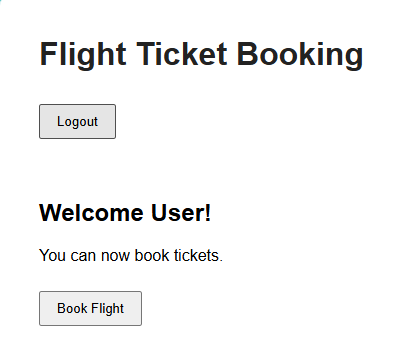 Flight Ticket Booking
Logout
Welcome User!
You can now book tickets.
Book Flight